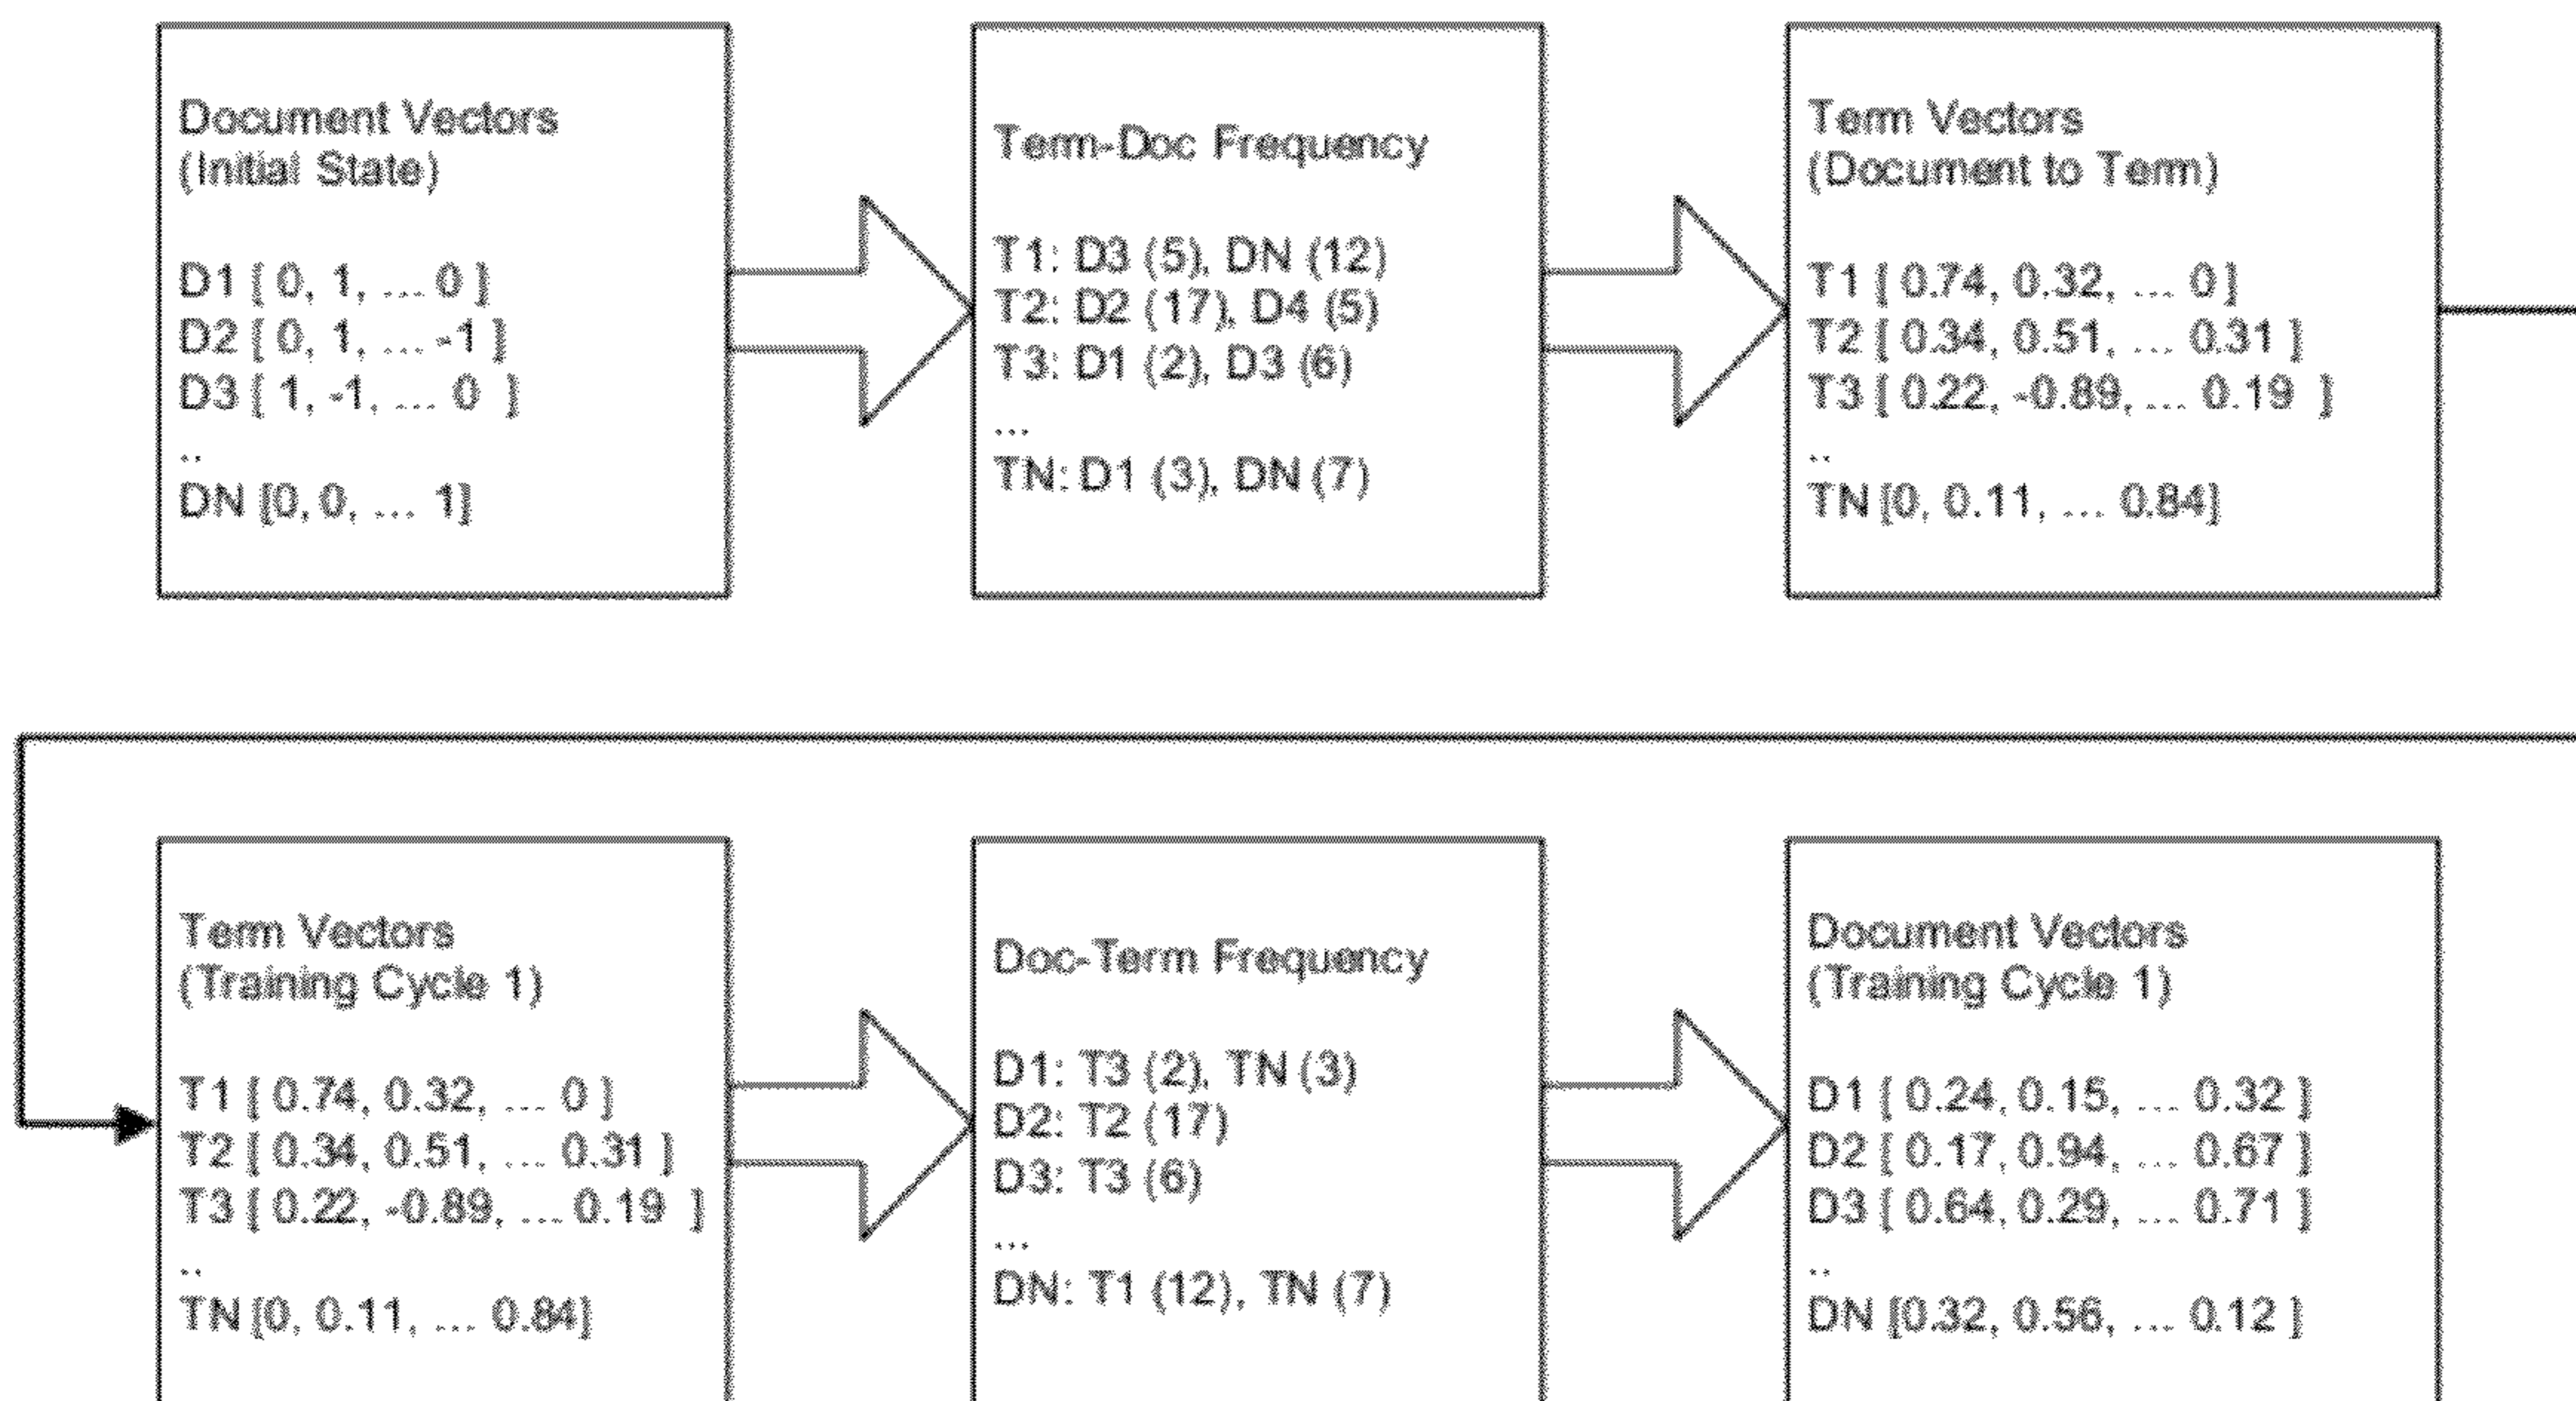 Document Vectors
(Initial State)
D1 [ 0, 1, ... 0 ]
D2 [ 0, 1, ... -1 ]
D3 [ 1, -1, ... 0 ]
..
DN [0, 0, ... 1]
Term-Doc Frequency
T1: D3 (5), DN (12)
T2: D2 (17), D4 (5)
T3: D1 (2), D3 (6)
...
TN: D1 (3), DN (7)
Term Vectors
(Document to Term)
T1 [ 0.74, 0.32, ... 0 ]
T2 [ 0.34, 0.51, ... 0.31 ]
T3 [ 0.22, -0.89, ... 0.19 ]
..
TN [0, 0.11, ... 0.84]
Term Vectors
(Training Cycle 1)
T1 [ 0.74, 0.32, ... 0 ]
T2 [ 0.34, 0.51, ... 0.31 ]
T3 [ 0.22, -0.89, ... 0.19 ]
..
TN [0, 0.11, ... 0.84]
Doc-Term Frequency
D1: T3 (2), TN (3)
D2: T2 (17)
D3: T3 (6)
...
DN: T1 (12), TN (7)
Document Vectors
(Training Cycle 1)
D1 [ 0.24, 0.15, ... 0.32 ]
D2 [ 0.17, 0.94, ... 0.67 ]
D3 [ 0.64, 0.29, ... 0.71 ]
..
DN [0.32, 0.56, ... 0.12 ]